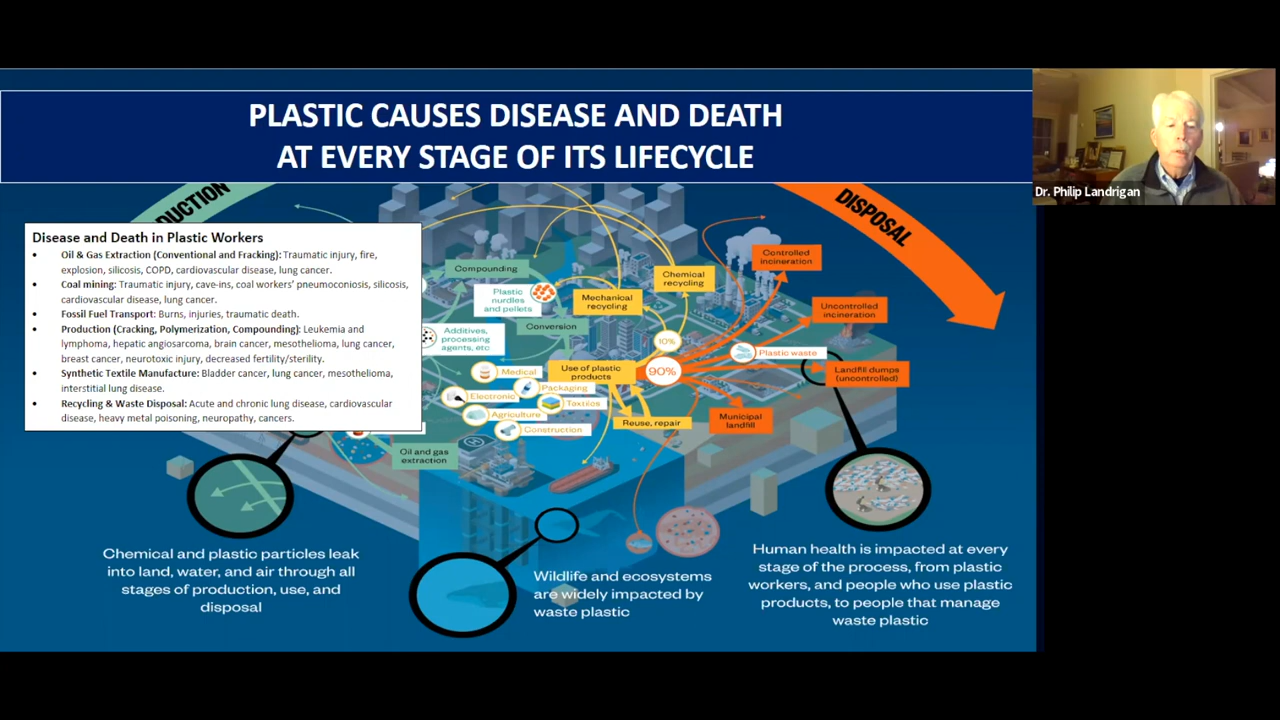 PLASTIC CAUSES DISEASE AND DEATH
AT EVERY STAGE OF ITS LIFECYCLE
Dr. Philip Landrigan
DUCTION
DISPOSAL
Disease and Death in Plastic Workers
• Oil & Gas Extraction (Conventional and Fracking): Traumatic injury, fire,
explosion, silicosis, COPD, cardiovascular disease, lung cancer.
• Coal mining: Traumatic injury, cave-ins, coal workers' pneumoconiosis, silicosis,
cardiovascular disease, lung cancer.
• Fossil Fuel Transport: Burns, injuries, traumatic death.
• Production (Cracking, Polymerization, Compounding): Leukemia and
lymphoma, hepatic angiosarcoma, brain cancer, mesothelioma, lung cancer,
breast cancer, neurotoxic injury, decreased fertility/sterility.
• Synthetic Textile Manufacture: Bladder cancer, lung cancer, mesothelioma,
interstitial lung disease.
• Recycling & Waste Disposal: Acute and chronic lung disease, cardiovascular
disease, heavy metal poisoning, neuropathy, cancers.
Compounding
Plastic
nurdles
and pellets
Conversion
Additives,
processing
agents, etc
Mechanical
recycling
Chemical
recycling
Controlled
incineration
Uncontrolled
incineration
10%
90%
Plastic waste
Landfill dumps
(uncontrolled)
Municipal
landfill
Use of plastic
products
Reuse, repair
Medical
Packaging
Electronic
Textiles
Agriculture
Construction
Oil and gas
extraction
Chemical and plastic particles leak
into land, water, and air through all
stages of production, use, and
disposal
Wildlife and ecosystems
are widely impacted by
waste plastic
Human health is impacted at every
stage of the process, from plastic
workers, and people who use plastic
products, to people that manage
waste plastic